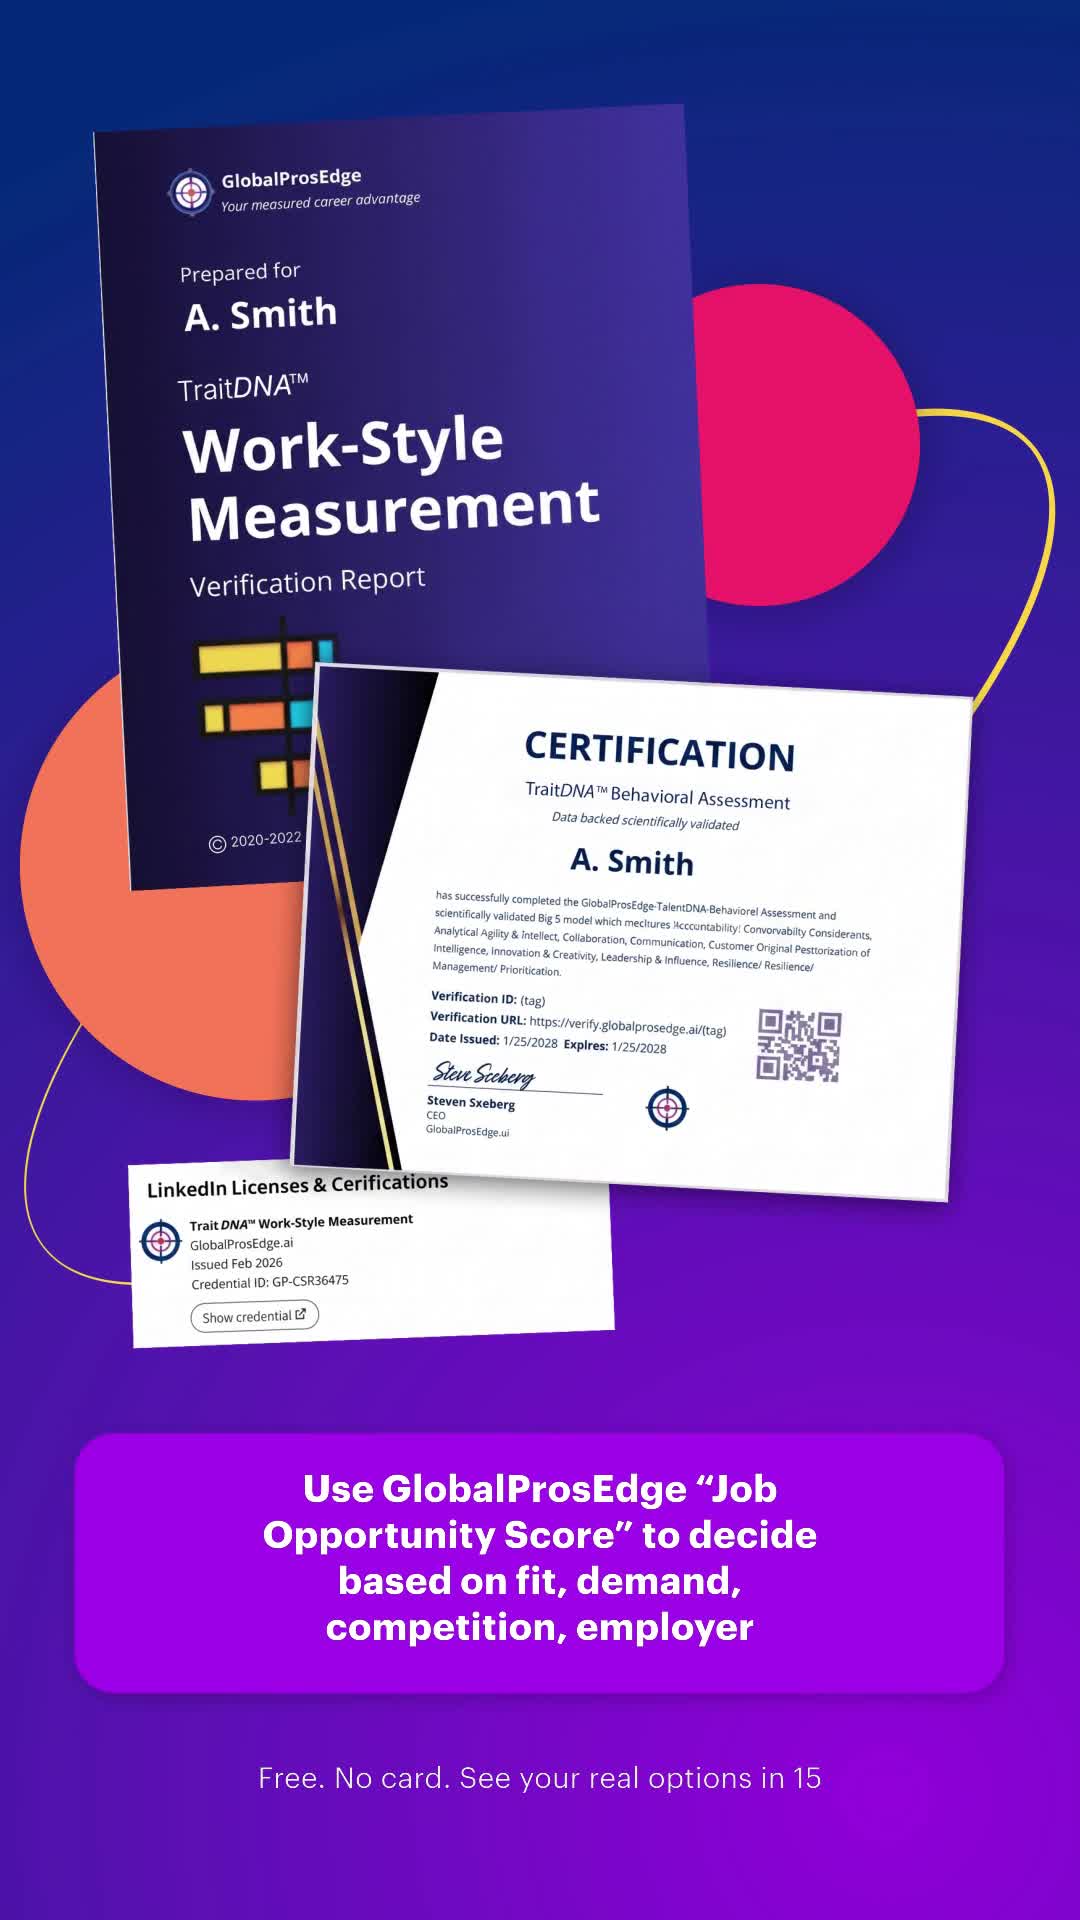 GlobalProsEdge
Your measured career advantage
Prepared for
A. Smith
TraitDNA™
Work-Style
Measurement
Verification Report
© 2020-2022
CERTIFICATION
TraitDNA™ Behavioral Assessment
Data backed scientifically validated
A. Smith
has successfully completed the GlobalProsEdge-TalentDNA-Behaviorel Assessment and
scientifically validated Big 5 model which Convorvabilty Considerants,
Analytical Agility & Intellect, Collaboration, Communication, Customer Original Pesttorization of
Intelligence, Innovation & Creativity, Leadership & Influence, Resilience/ Resilience/
Management/ Prioritication.
Verification ID: (tag)
Verification URL: https://verify.globalprosedge.ai/(tag)
Date Issued: 1/25/2028 Explres: 1/25/2028
Steve Sceberg
Steven Sxeberg
CEO
GlobalProsEdge.ui
LinkedIn Licenses & Cerifications
Trait DNA™ Work-Style Measurement
GlobalProsEdge.ai
Issued Feb 2026
Credential ID: GP-CSR36475
Show credential
Use GlobalProsEdge “Job
Opportunity Score” to decide
based on fit, demand,
competition, employer
Free. No card. See your real options in 15